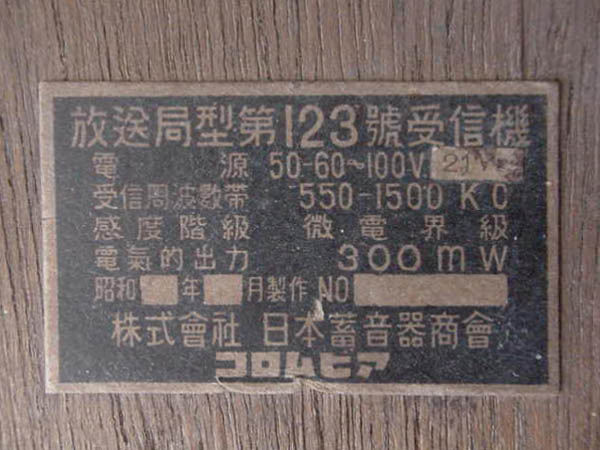 放送局型第123號受信機
電源 50-60~100V. 21VA
受信周波數帶 550-1500 KC
感度階級 微電界級
電氣的出力 300mW
昭和 年 月製作 NO
株式會社 日本蓄音器商會
コロムビア